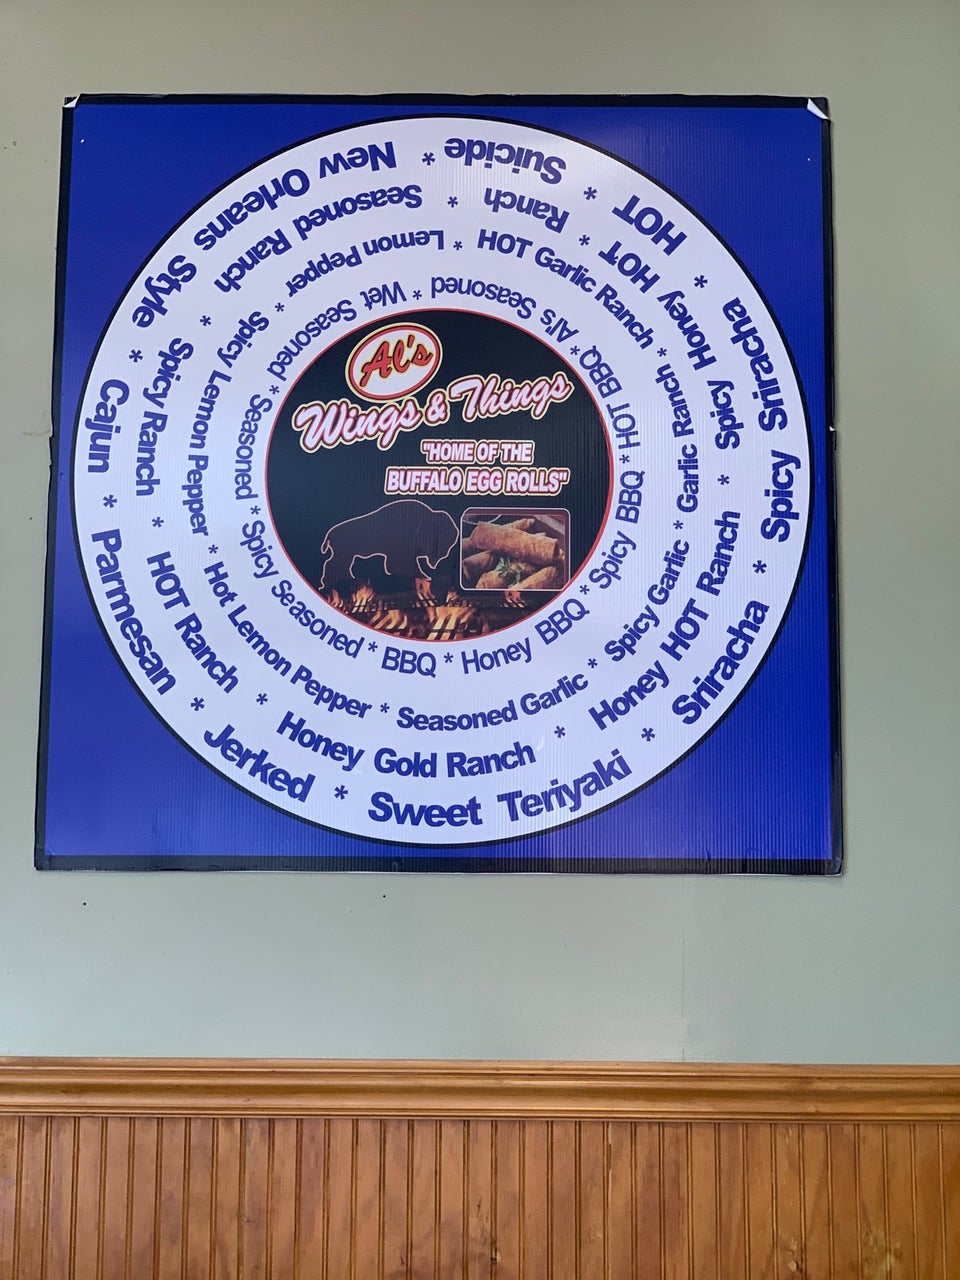 New Orleans Style * Cajun * Parmesan * Jerked * Sweet Teriyaki * Sriracha * Spicy Sriracha * HOT * Suicide *
Seasoned Ranch * Spicy Ranch * HOT Ranch * Honey Gold Ranch * Honey HOT Ranch * Spicy Honey HOT * Ranch *
Lemon Pepper * Spicy Lemon Pepper * Hot Lemon Pepper * Seasoned Garlic * Spicy Garlic * Garlic Ranch * HOT Garlic Ranch *
Al's Seasoned * Wet Seasoned * Seasoned * Spicy Seasoned * BBQ * Honey BBQ * Spicy BBQ * HOT BBQ *
Al's
Wings & Things
"HOME OF THE
BUFFALO EGG ROLLS"